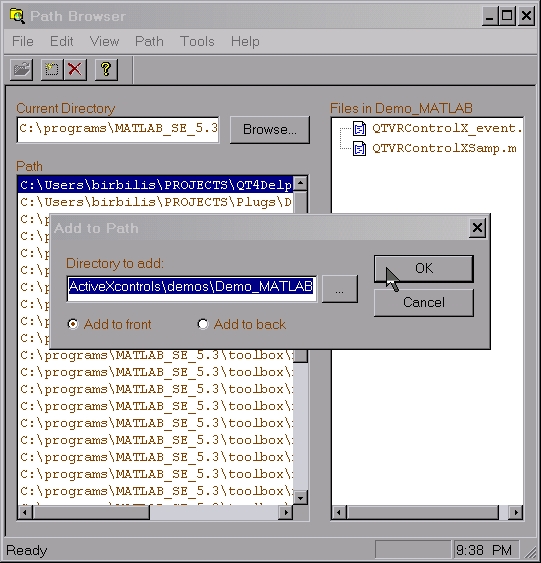 Path Browser
File Edit View Path Tools Help
Current Directory
C:\programs\MATLAB_SE_5.3
Browse...
Path
C:\Users\birbilis\PROJECTS\QT4Delp
C:\Users\birbilis\PROJECTS\Plugs\D
Files in Demo_MATLAB
QTVRControlX_event.
QTVRControlXSamp.m
Add to Path
Directory to add:
ActiveXcontrols\demos\Demo_MATLAB
...
OK
Cancel
Add to front
Add to back
C:\programs\MATLAB_SE_5.3\toolbox\
C:\programs\MATLAB_SE_5.3\toolbox\
C:\programs\MATLAB_SE_5.3\toolbox\
C:\programs\MATLAB_SE_5.3\toolbox\
C:\programs\MATLAB_SE_5.3\toolbox\
C:\programs\MATLAB_SE_5.3\toolbox\
C:\programs\MATLAB_SE_5.3\toolbox\
C:\programs\MATLAB_SE_5.3\toolbox\
C:\programs\MATLAB_SE_5.3\toolbox\
Ready
9:38 PM